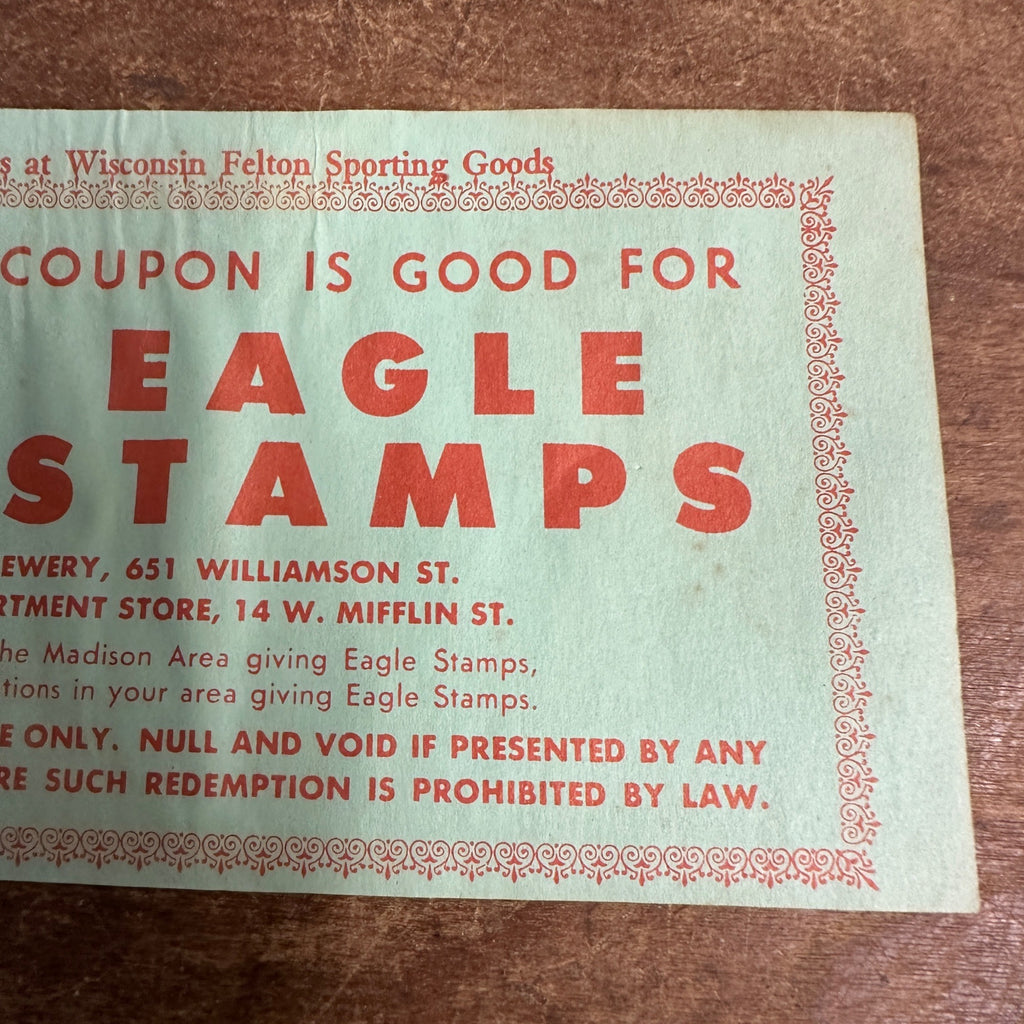 s at Wisconsin Felton Sporting Goods
COUPON IS GOOD FOR
EAGLE
STAMPS
EWERY, 651 WILLIAMSON ST.
RTMENT STORE, 14 W. MIFFLIN ST.
he Madison Area giving Eagle Stamps,
tions in your area giving Eagle Stamps.
E ONLY. NULL AND VOID IF PRESENTED BY ANY
RE SUCH REDEMPTION IS PROHIBITED BY LAW.